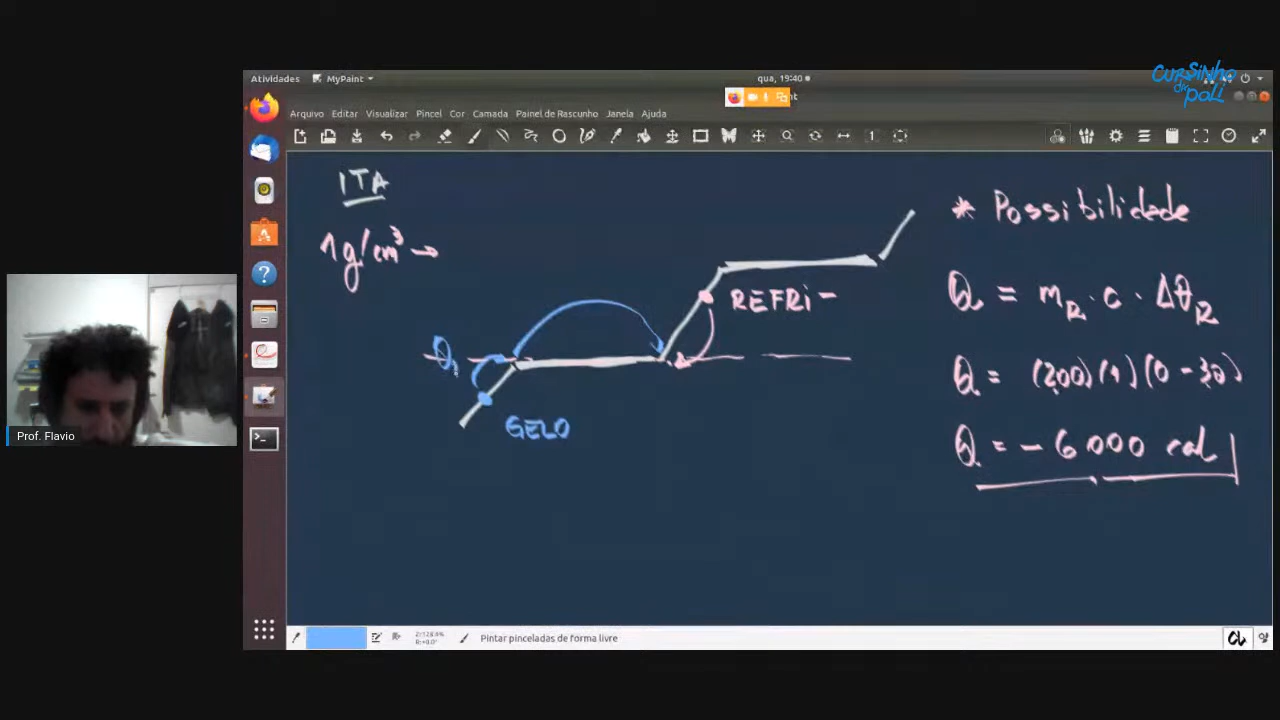 CURSINHO
da
POLI
Atividades MyPaint qua, 19:40
Arquivo Editar Visualizar Pincel Cor Camada Painel de Rascunho Janela Ajuda
ITA
1g/cm³ →
* Possibilidade
REFRI -
Q = mR · c · ΔθR
Q = (200)(1)(0 - 30)
GELO
Q = - 6 000 cal
Prof. Flavio
Pintar pinceladas de forma livre